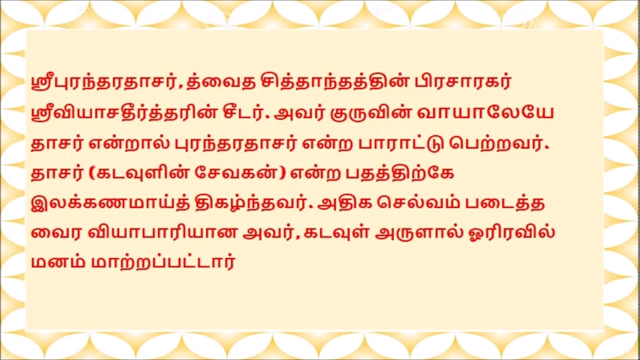 ஸ்ரீபுரந்தரதாசர், த்வைத சித்தாந்தத்தின் பிரசாரகர்
ஸ்ரீவியாசதீர்த்தரின் சீடர். அவர் குருவின் வாயாலேயே
தாசர் என்றால் புரந்தரதாசர் என்ற பாராட்டு பெற்றவர்.
தாசர் (கடவுளின் சேவகன்) என்ற பதத்திற்கே
இலக்கணமாய்த் திகழ்ந்தவர். அதிக செல்வம் படைத்த
வைர வியாபாரியான அவர், கடவுள் அருளால் ஓரிரவில்
மனம் மாற்றப்பட்டார்